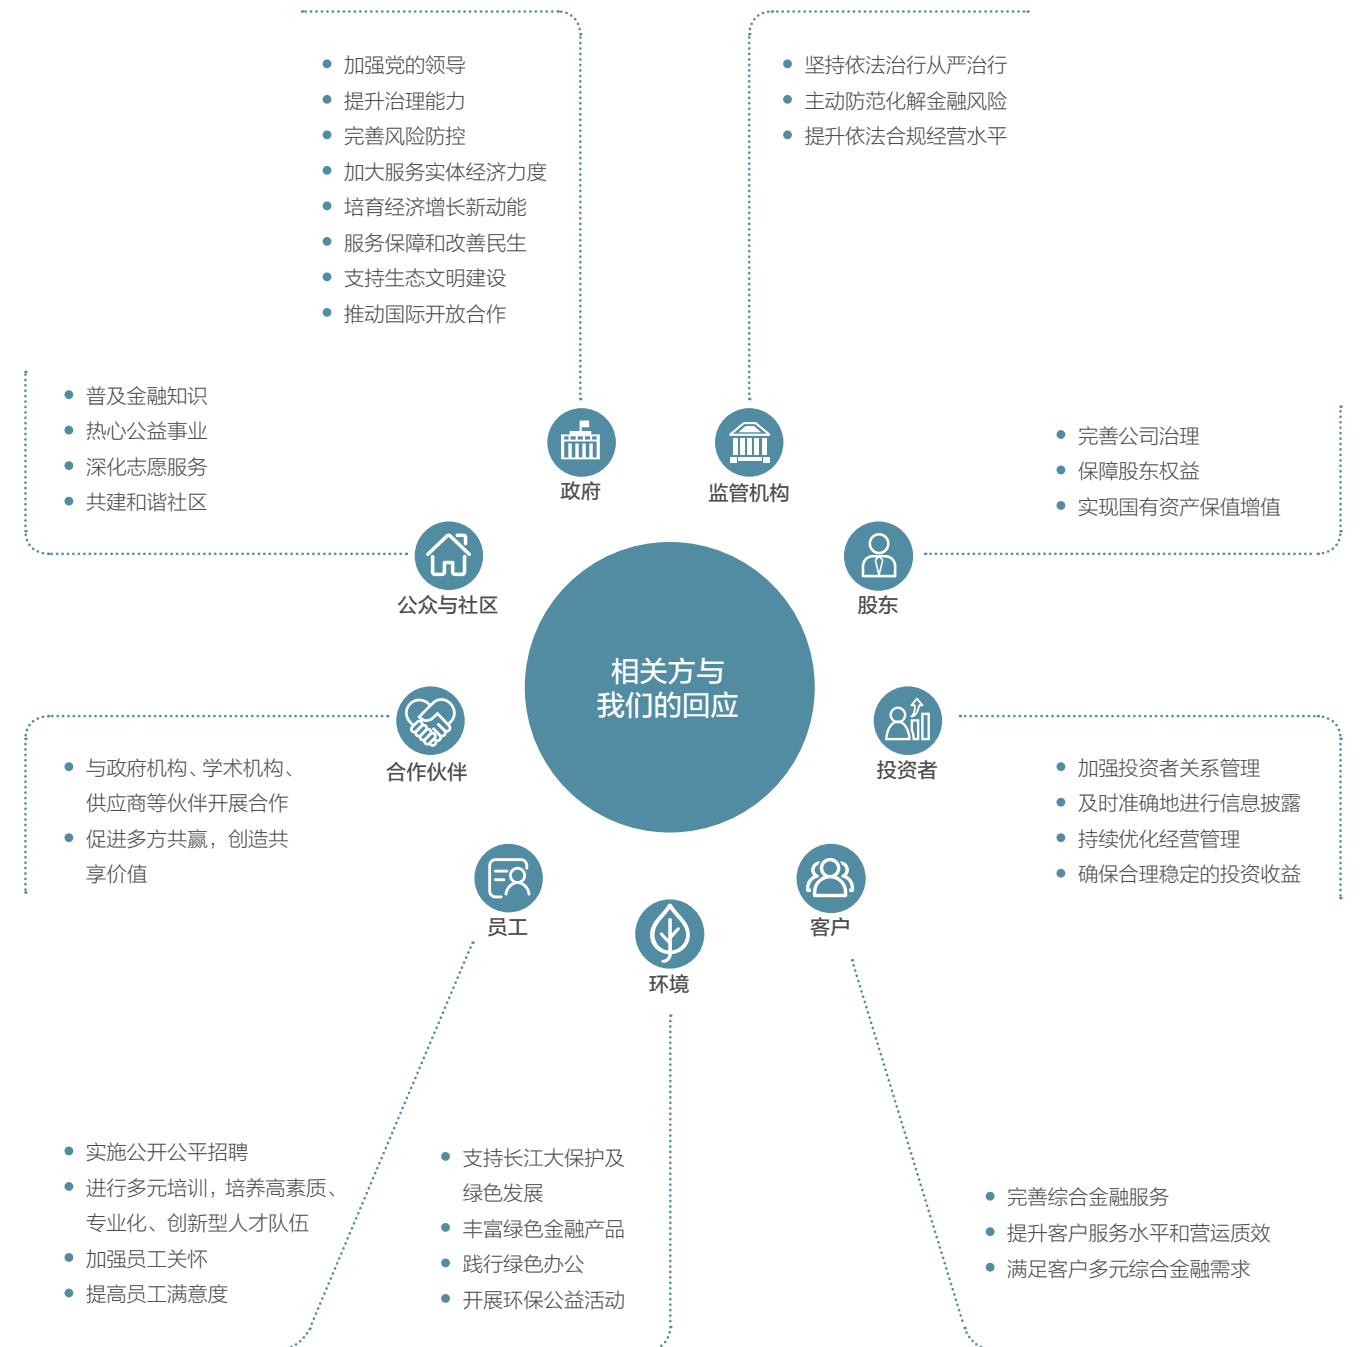 加强党的领导
提升治理能力
完善风险防控
加大服务实体经济力度
培育经济增长新动能
服务保障和改善民生
支持生态文明建设
推动国际开放合作
政府
坚持依法治行从严治行
主动防范化解金融风险
提升依法合规经营水平
监管机构
普及金融知识
热心公益事业
深化志愿服务
共建和谐社区
公众与社区
完善公司治理
保障股东权益
实现国有资产保值增值
股东
相关方与
我们的回应
与政府机构、学术机构、
供应商等伙伴开展合作
促进多方共赢，创造共
享价值
合作伙伴
投资者
加强投资者关系管理
及时准确地进行信息披露
持续优化经营管理
确保合理稳定的投资收益
员工
实施公开公平招聘
进行多元培训，培养高素质、
专业化、创新型人才队伍
加强员工关怀
提高员工满意度
环境
支持长江大保护及
绿色发展
丰富绿色金融产品
践行绿色办公
开展环保公益活动
客户
完善综合金融服务
提升客户服务水平和营运质效
满足客户多元综合金融需求